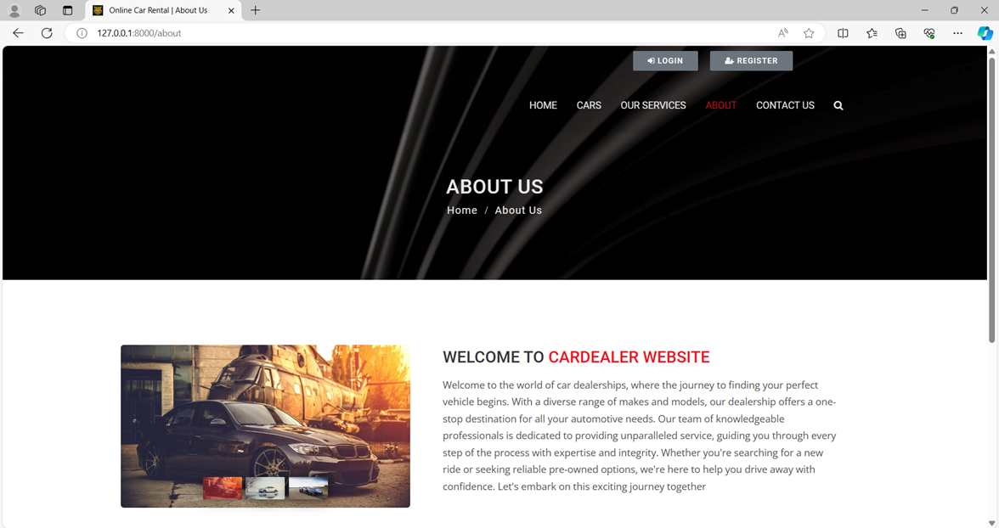 Online Car Rental | About Us
127.0.0.1:8000/about
LOGIN
REGISTER
HOME
CARS
OUR SERVICES
ABOUT
CONTACT US
ABOUT US
Home / About Us
WELCOME TO CARDEALER WEBSITE
Welcome to the world of car dealerships, where the journey to finding your perfect
vehicle begins. With a diverse range of makes and models, our dealership offers a one-
stop destination for all your automotive needs. Our team of knowledgeable
professionals is dedicated to providing unparalleled service, guiding you through every
step of the process with expertise and integrity. Whether you're searching for a new
ride or seeking reliable pre-owned options, we're here to help you drive away with
confidence. Let's embark on this exciting journey together